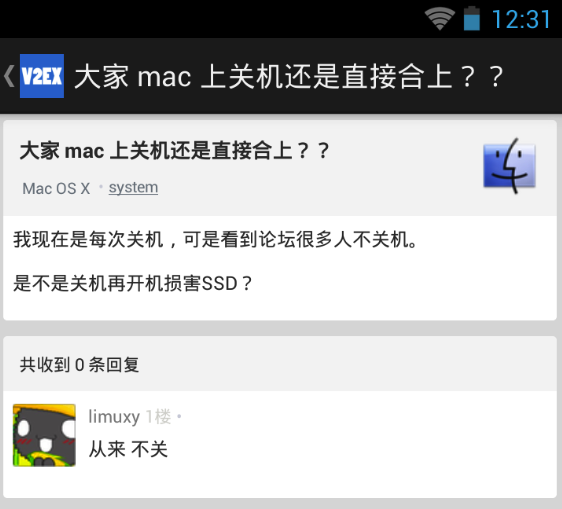 12:31
V2EX 大家 mac 上关机还是直接合上？？
大家 mac 上关机还是直接合上？？
Mac OS X • system
我现在是每次关机，可是看到论坛很多人不关机。
是不是关机再开机损害SSD？
共收到 0 条回复
limuxy 1楼 •
从来 不关